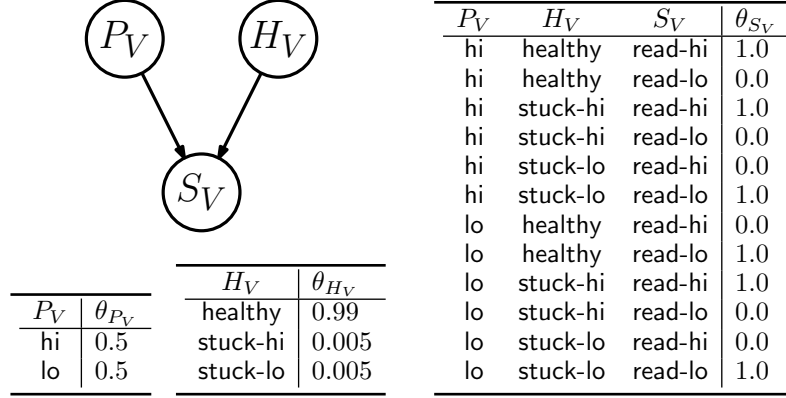 P_V H_V
S_V
P_V θ_{P_V}
hi 0.5
lo 0.5
H_V θ_{H_V}
healthy 0.99
stuck-hi 0.005
stuck-lo 0.005
P_V H_V S_V θ_{S_V}
hi healthy read-hi 1.0
hi healthy read-lo 0.0
hi stuck-hi read-hi 1.0
hi stuck-hi read-lo 0.0
hi stuck-lo read-hi 0.0
hi stuck-lo read-lo 1.0
lo healthy read-hi 0.0
lo healthy read-lo 1.0
lo stuck-hi read-hi 1.0
lo stuck-hi read-lo 0.0
lo stuck-lo read-hi 0.0
lo stuck-lo read-lo 1.0